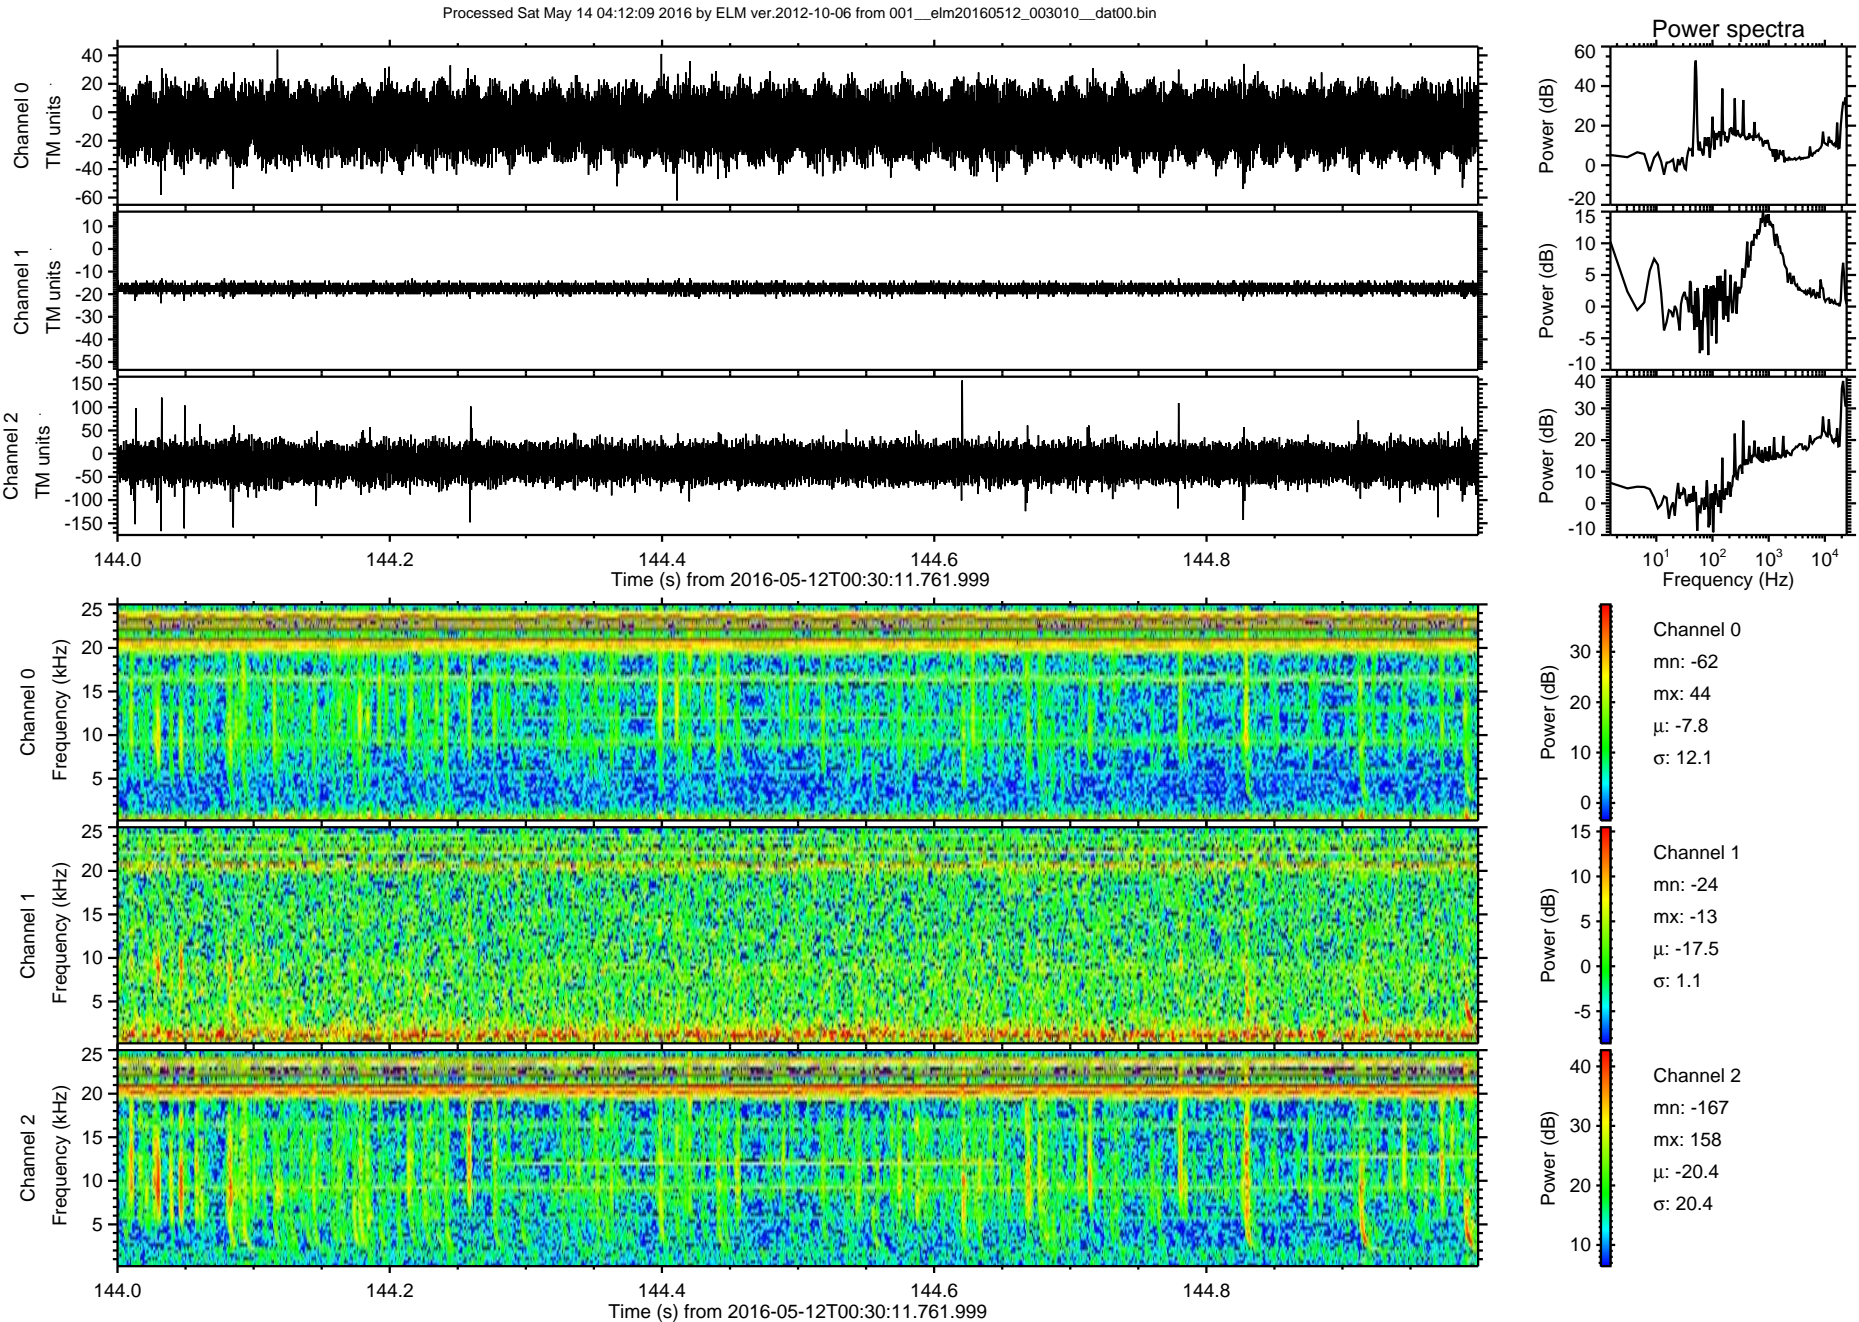 Processed Sat May 14 04:12:09 2016 by ELM ver.2012-10-06 from 001__elm20160512_003010__dat00.bin
Power spectra
Channel 0
TM units
40
20
0
-20
-40
-60
Power (dB)
60
40
20
0
-20
Channel 1
TM units
10
0
-10
-20
-30
-40
-50
Power (dB)
15
10
5
0
-5
-10
Channel 2
TM units
150
100
50
0
-50
-100
-150
Power (dB)
40
30
20
10
0
-10
144.0 144.2 144.4 144.6 144.8
Time (s) from 2016-05-12T00:30:11.761.999
10¹ 10² 10³ 10⁴
Frequency (Hz)
Channel 0
Frequency (kHz)
25
20
15
10
5
Power (dB)
30
20
10
0
Channel 0
mn: -62
mx: 44
μ: -7.8
σ: 12.1
Channel 1
Frequency (kHz)
25
20
15
10
5
Power (dB)
15
10
5
0
-5
Channel 1
mn: -24
mx: -13
μ: -17.5
σ: 1.1
Channel 2
Frequency (kHz)
25
20
15
10
5
Power (dB)
40
30
20
10
Channel 2
mn: -167
mx: 158
μ: -20.4
σ: 20.4
144.0 144.2 144.4 144.6 144.8
Time (s) from 2016-05-12T00:30:11.761.999